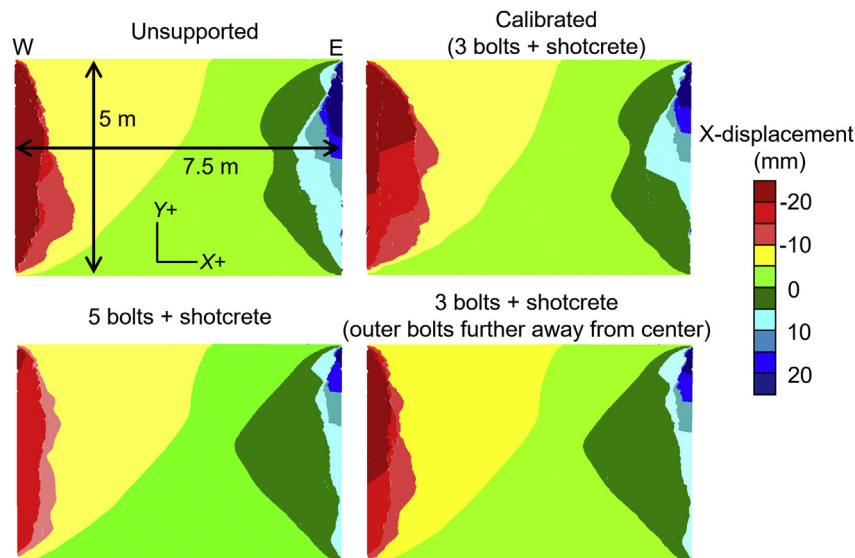 Unsupported
Calibrated
(3 bolts + shotcrete)
W
E
5 m
7.5 m
Y+
X+
X-displacement
(mm)
-20
-10
0
10
20
5 bolts + shotcrete
3 bolts + shotcrete
(outer bolts further away from center)